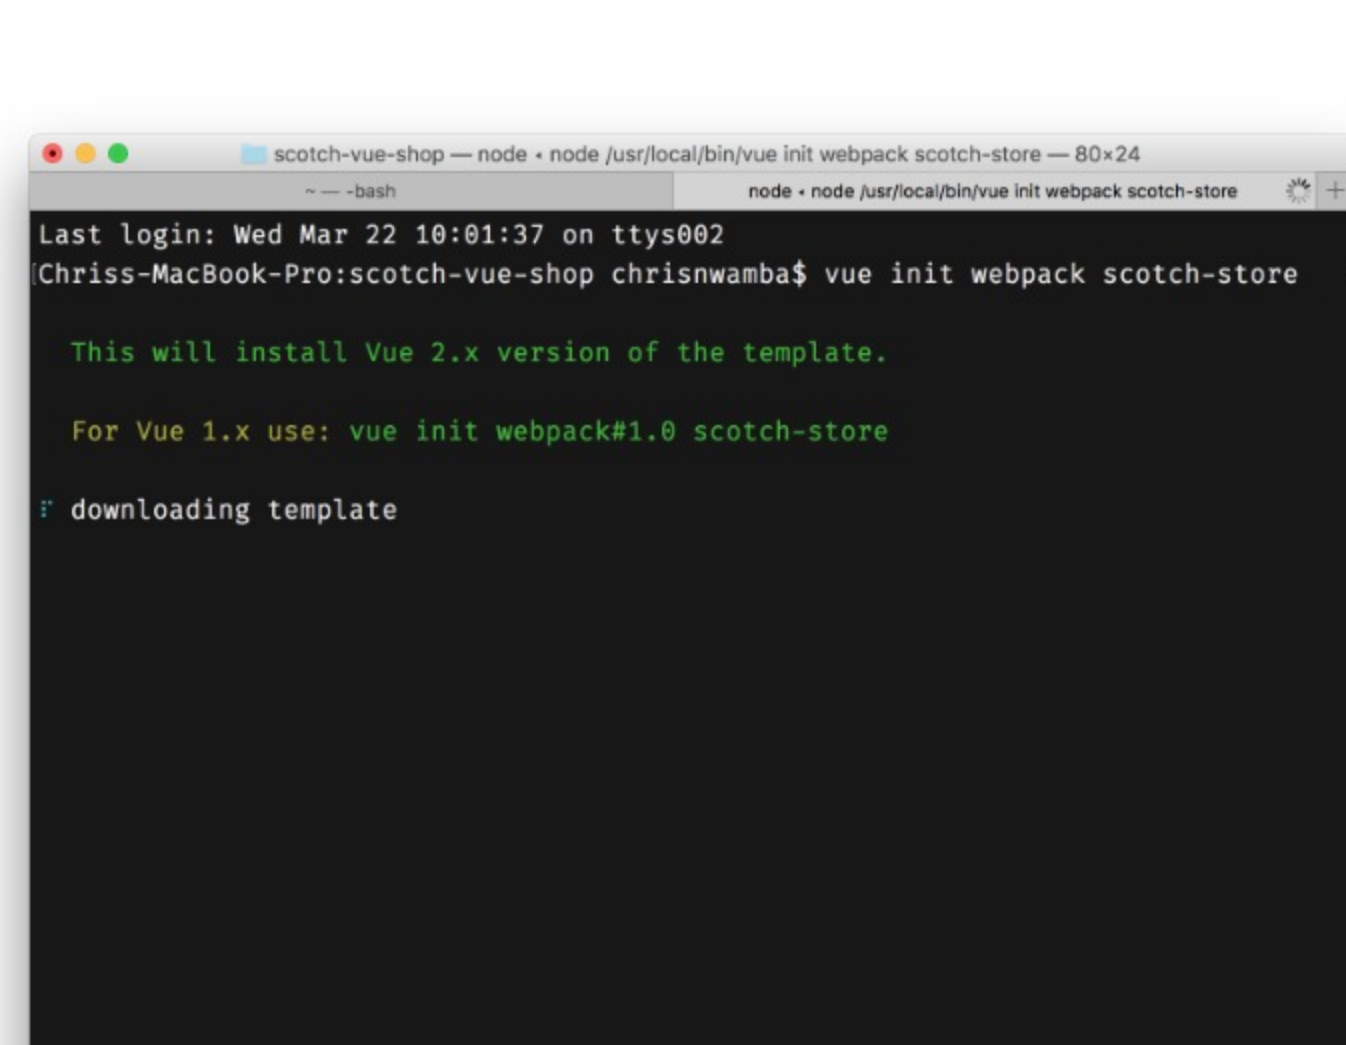 scotch-vue-shop — node • node /usr/local/bin/vue init webpack scotch-store — 80×24
~ — -bash
node • node /usr/local/bin/vue init webpack scotch-store
Last login: Wed Mar 22 10:01:37 on ttys002
[Chriss-MacBook-Pro:scotch-vue-shop chrisnwamba$ vue init webpack scotch-store
This will install Vue 2.x version of the template.
For Vue 1.x use: vue init webpack#1.0 scotch-store
⠏ downloading template